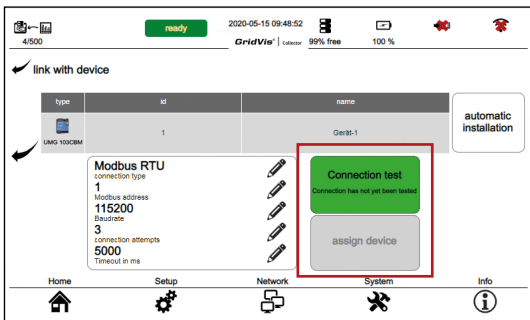 4/500
ready
2020-05-15 09:48:52
GridVis® | Collector
99% free
100 %
link with device
type
id
name
UMG 103CBM
1
Gerät-1
automatic
installation
Modbus RTU
connection type
1
Modbus address
115200
Baudrate
3
connection attempts
5000
Timeout in ms
Connection test
Connection has not yet been tested
assign device
Home
Setup
Network
System
Info